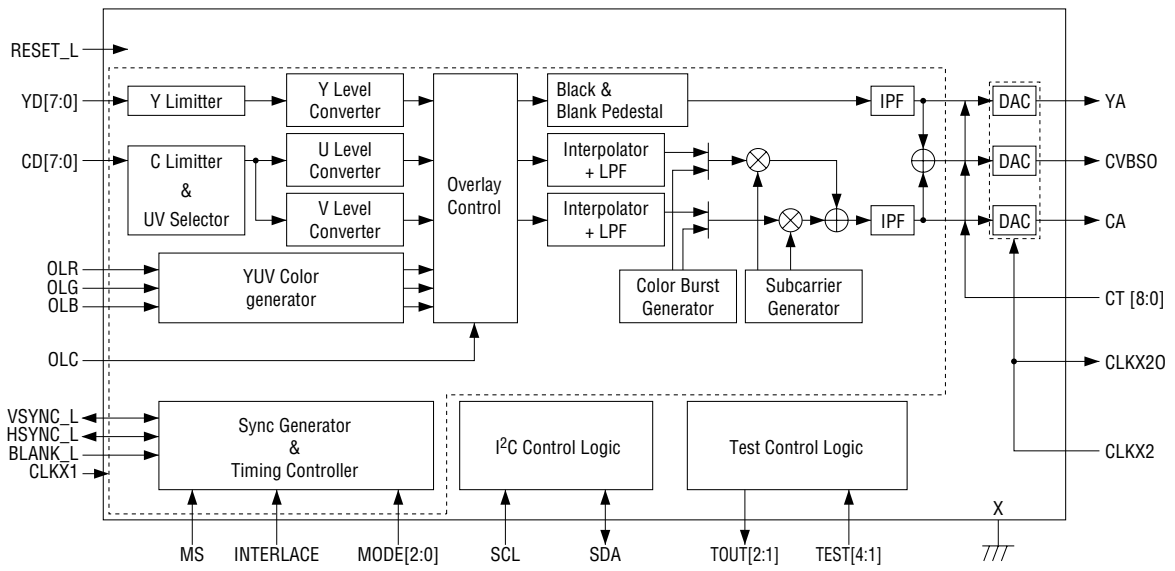 RESET_L
YD[7:0]
Y Limitter
Y Level
Converter
Black &
Blank Pedestal
IPF
DAC
YA
CD[7:0]
C Limitter
&
UV Selector
U Level
Converter
V Level
Converter
Overlay
Control
Interpolator
+ LPF
Interpolator
+ LPF
IPF
DAC
CVBSO
DAC
CA
OLR
OLG
OLB
YUV Color
generator
Color Burst
Generator
Subcarrier
Generator
CT [8:0]
OLC
CLKX2O
VSYNC_L
HSYNC_L
BLANK_L
CLKX1
Sync Generator
&
Timing Controller
I²C Control Logic
Test Control Logic
CLKX2
X
MS
INTERLACE
MODE[2:0]
SCL
SDA
TOUT[2:1]
TEST[4:1]